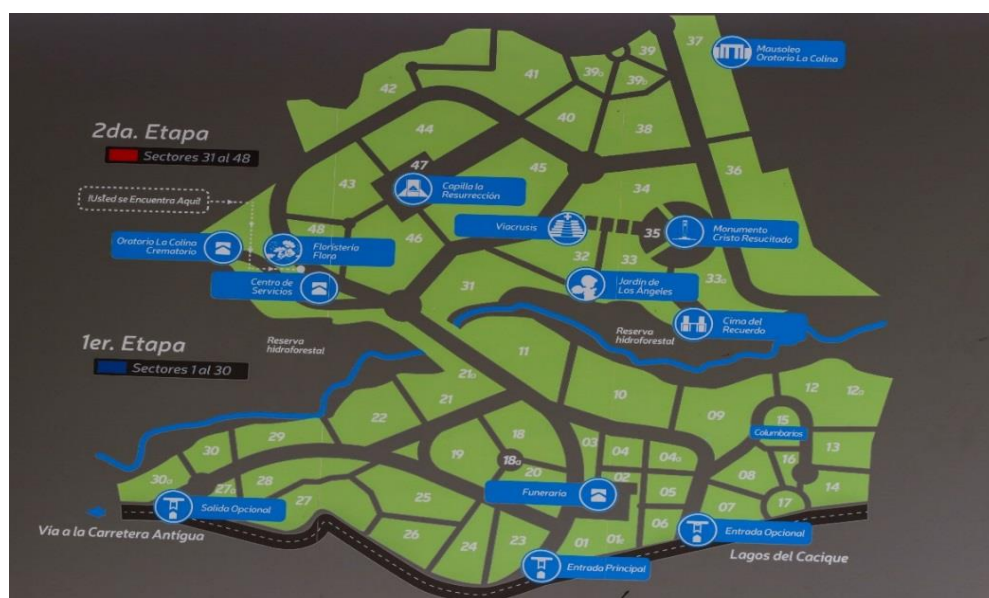 37
39
Mausoleo
Oratorio La Colina
41
39a
39b
42
40
38
44
2da. Etapa
Sectores 31 al 48
47
45
36
43
Capilla la
Resurrección
34
!Usted se Encuentra Aquí!
48
46
Viacrusis
35
Monumento
Cristo Resucitado
Oratorio La Colina
Crematorio
Floristería
Flora
32
33
33a
Centro de
Servicios
31
Jardín de
Los Ángeles
Cima del
Recuerdo
Reserva
hidroforestal
Reserva
hidroforestal
1er. Etapa
Sectores 1 al 30
11
21a
10
12
12a
22
21
09
15
Columbarios
29
18
03
04
04a
13
30
19
18a
16
30a
27a
28
20
02
08
14
25
Funeraria
05
17
07
Salida Opcional
27
06
Entrada Opcional
26
24
23
01
01c
Vía a la Carretera Antígua
Entrada Principal
Lagos del Cacique